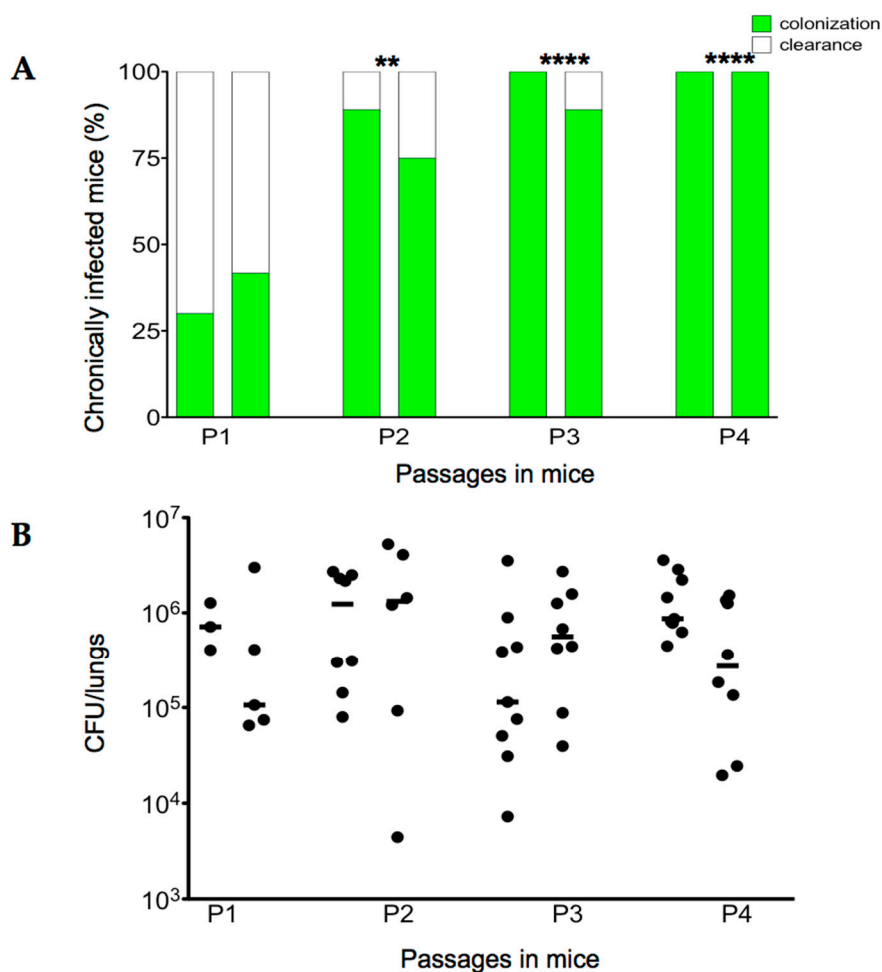 colonization
clearance
A
** **** ****
100
75
50
25
0
Chronically infected mice (%)
P1 P2 P3 P4
Passages in mice
B
10⁷
10⁶
10⁵
10⁴
10³
CFU/lungs
P1 P2 P3 P4
Passages in mice